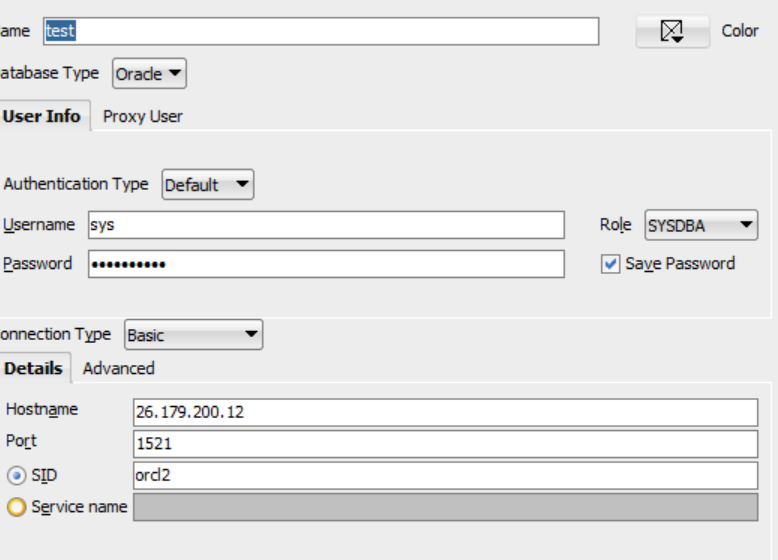 ame test Color
atabase Type Oracle
User Info Proxy User
Authentication Type Default
Username sys Role SYSDBA
Password •••••••••• Save Password
onnection Type Basic
Details Advanced
Hostname 26.179.200.12
Port 1521
SID orcl2
Service name